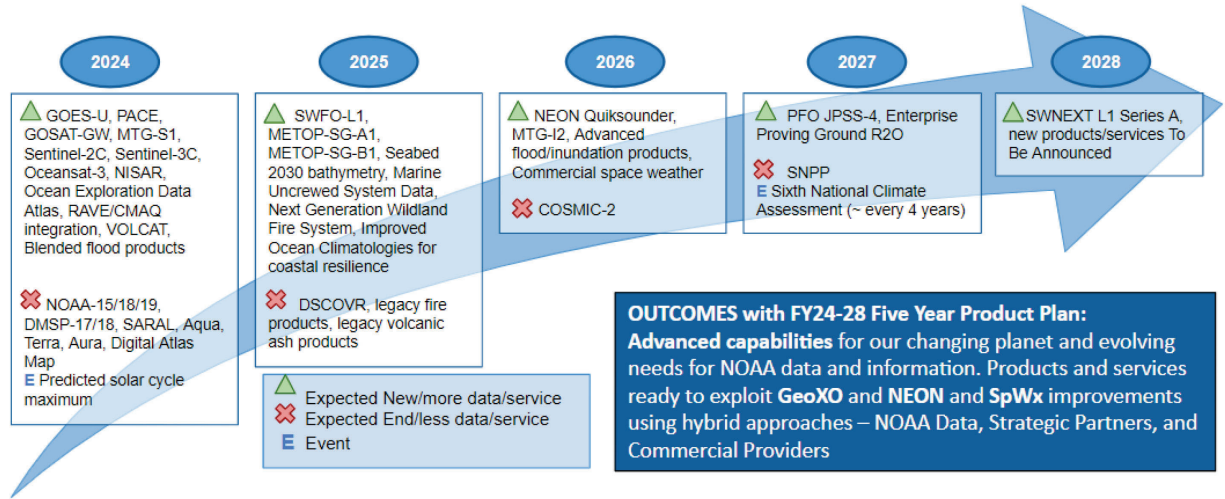 2024
GOES-U, PACE,
GOSAT-GW, MTG-S1,
Sentinel-2C, Sentinel-3C,
Oceansat-3, NISAR,
Ocean Exploration Data
Atlas, RAVE/CMAQ
integration, VOLCAT,
Blended flood products
NOAA-15/18/19,
DMSP-17/18, SARAL, Aqua,
Terra, Aura, Digital Atlas
Map
E Predicted solar cycle
maximum
2025
SWFO-L1,
METOP-SG-A1,
METOP-SG-B1, Seabed
2030 bathymetry, Marine
Uncrewed System Data,
Next Generation Wildland
Fire System, Improved
Ocean Climatologies for
coastal resilience
DSCOVR, legacy fire
products, legacy volcanic
ash products
2026
NEON Quiksounder,
MTG-I2, Advanced
flood/inundation products,
Commercial space weather
COSMIC-2
2027
PFO JPSS-4, Enterprise
Proving Ground R2O
SNPP
E Sixth National Climate
Assessment (~ every 4 years)
2028
SWNEXT L1 Series A,
new products/services To
Be Announced
Expected New/more data/service
Expected End/less data/service
E Event
OUTCOMES with FY24-28 Five Year Product Plan:
Advanced capabilities for our changing planet and evolving
needs for NOAA data and information. Products and services
ready to exploit GeoXO and NEON and SpWx improvements
using hybrid approaches – NOAA Data, Strategic Partners, and
Commercial Providers